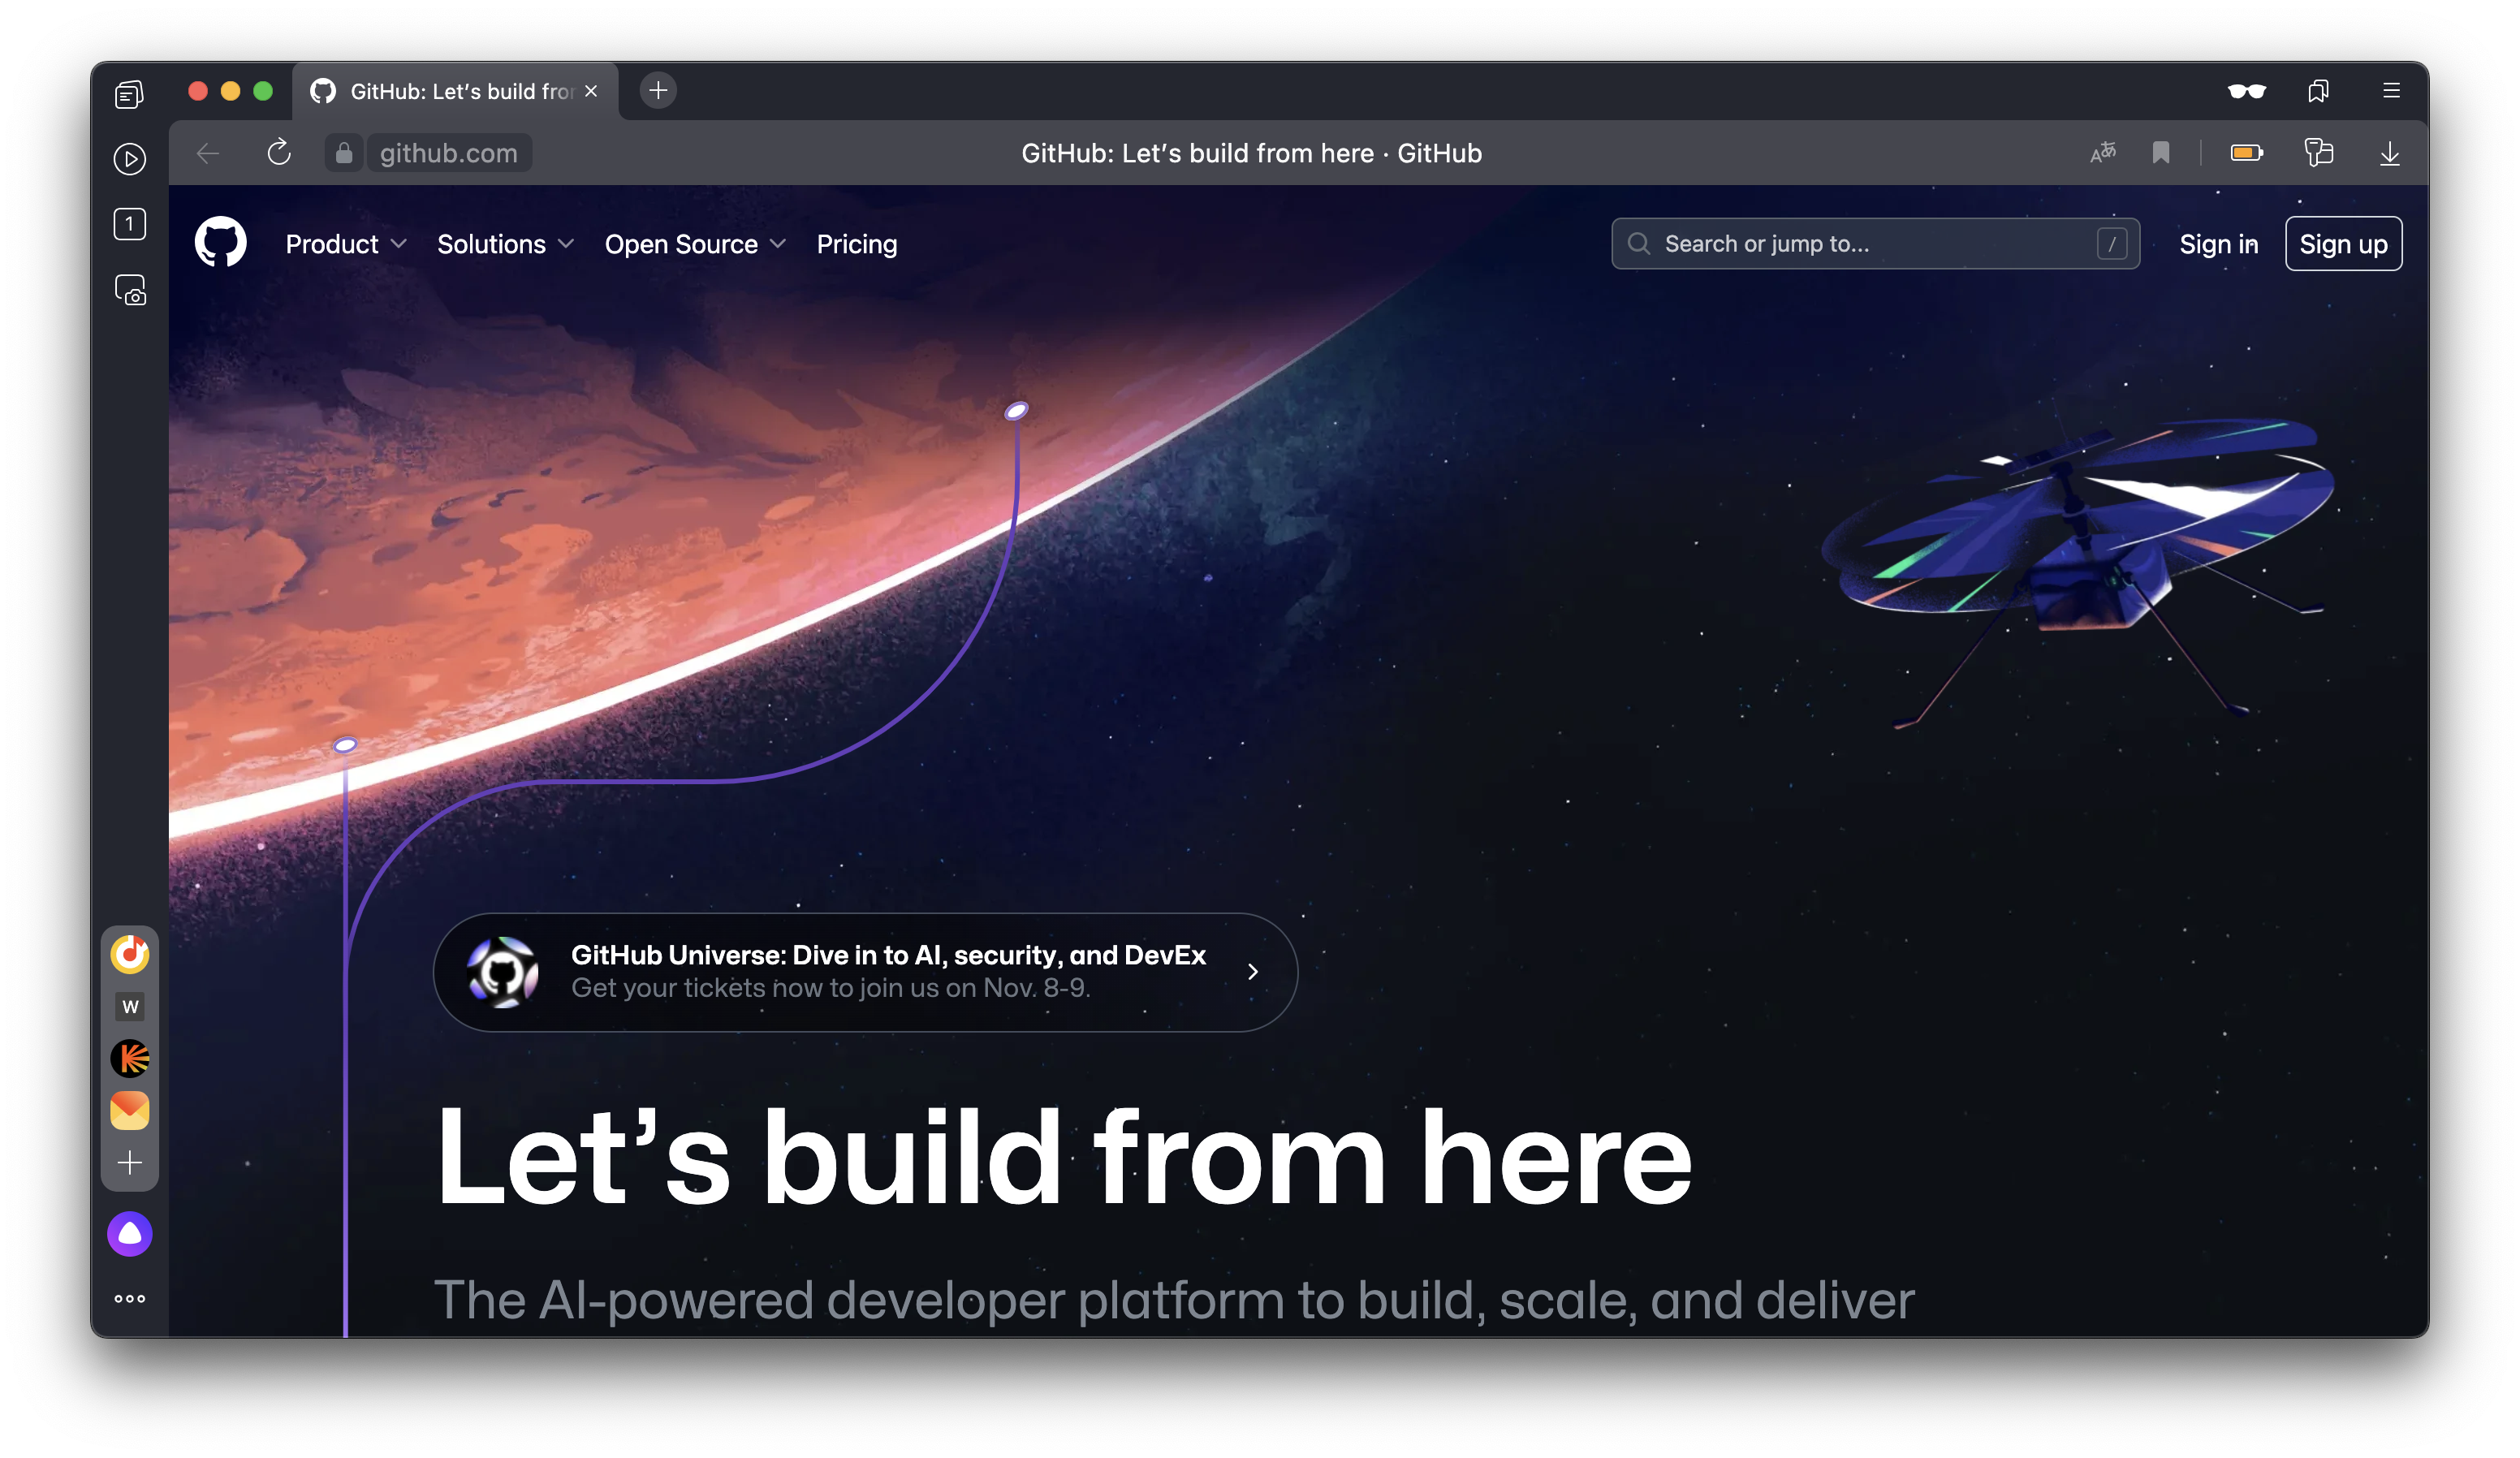 GitHub: Let's build fro
1
github.com
GitHub: Let's build from here · GitHub
Product
Solutions
Open Source
Pricing
Search or jump to...
/
Sign in
Sign up
GitHub Universe: Dive in to AI, security, and DevEx
Get your tickets now to join us on Nov. 8-9.
W
Let's build from here
The AI-powered developer platform to build, scale, and deliver